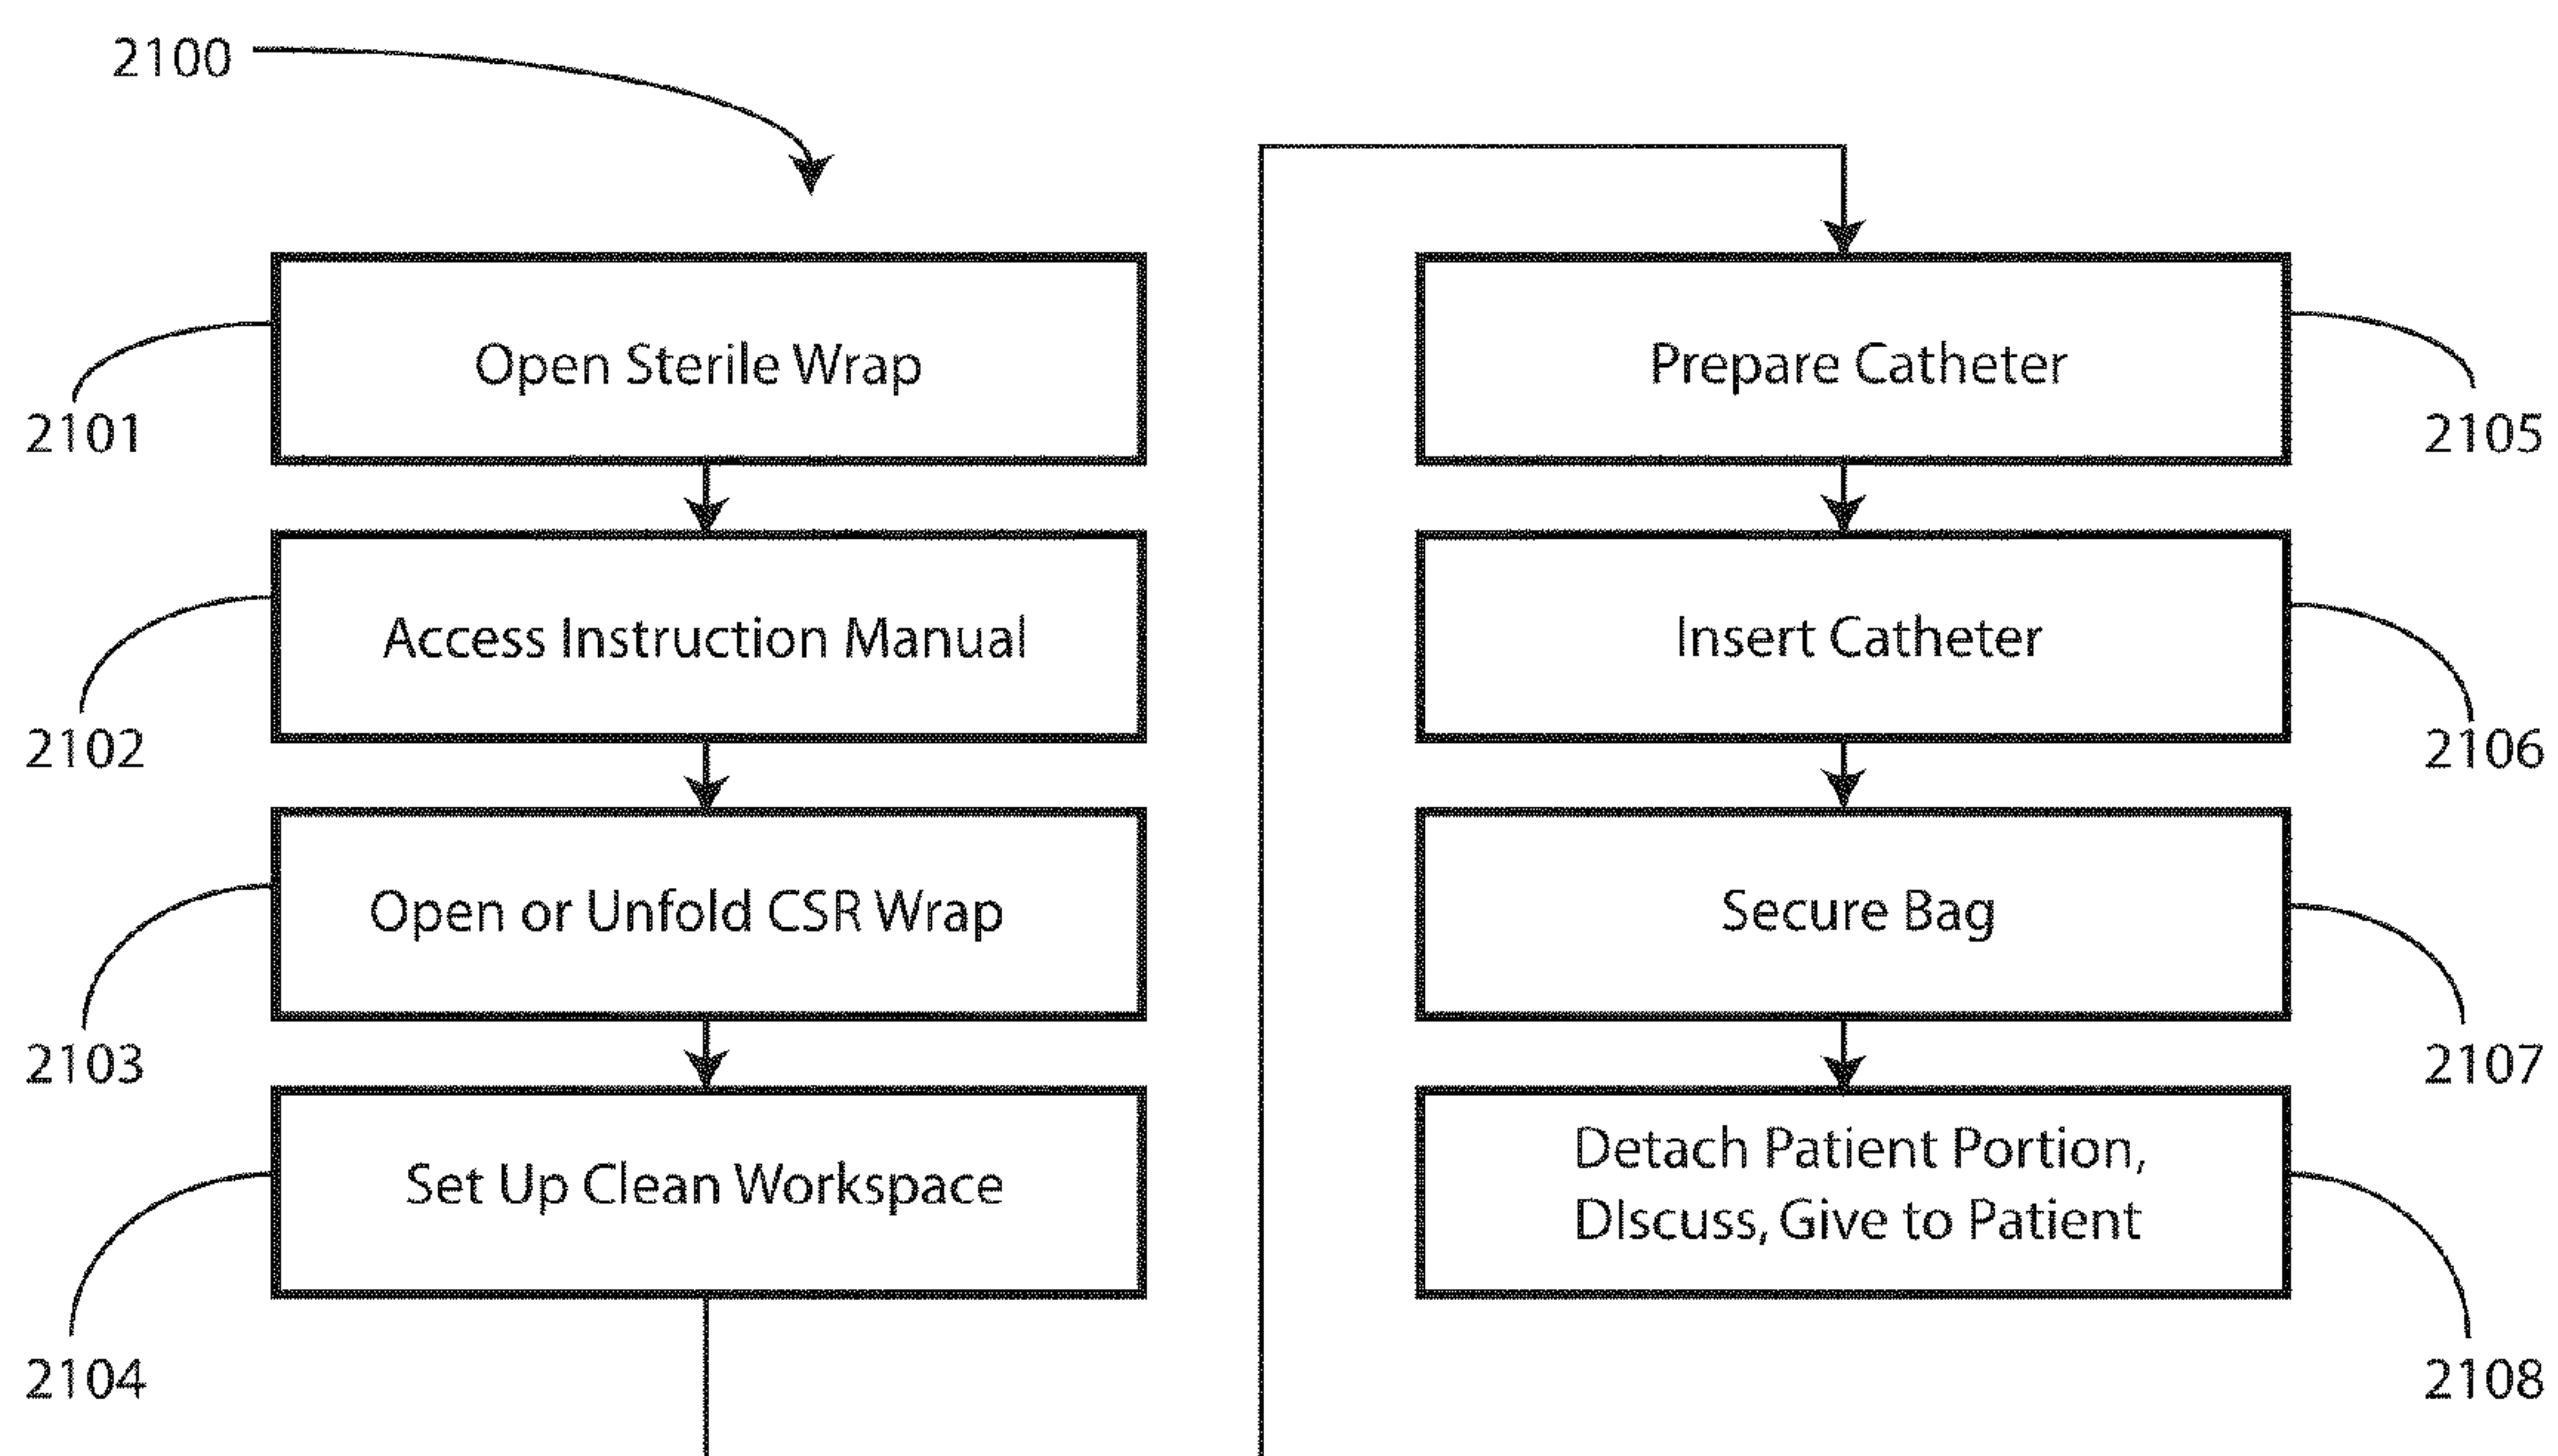 2100
Open Sterile Wrap
2101
Access Instruction Manual
2102
Open or Unfold CSR Wrap
2103
Set Up Clean Workspace
2104
Prepare Catheter
2105
Insert Catheter
2106
Secure Bag
2107
Detach Patient Portion,
DIscuss, Give to Patient
2108